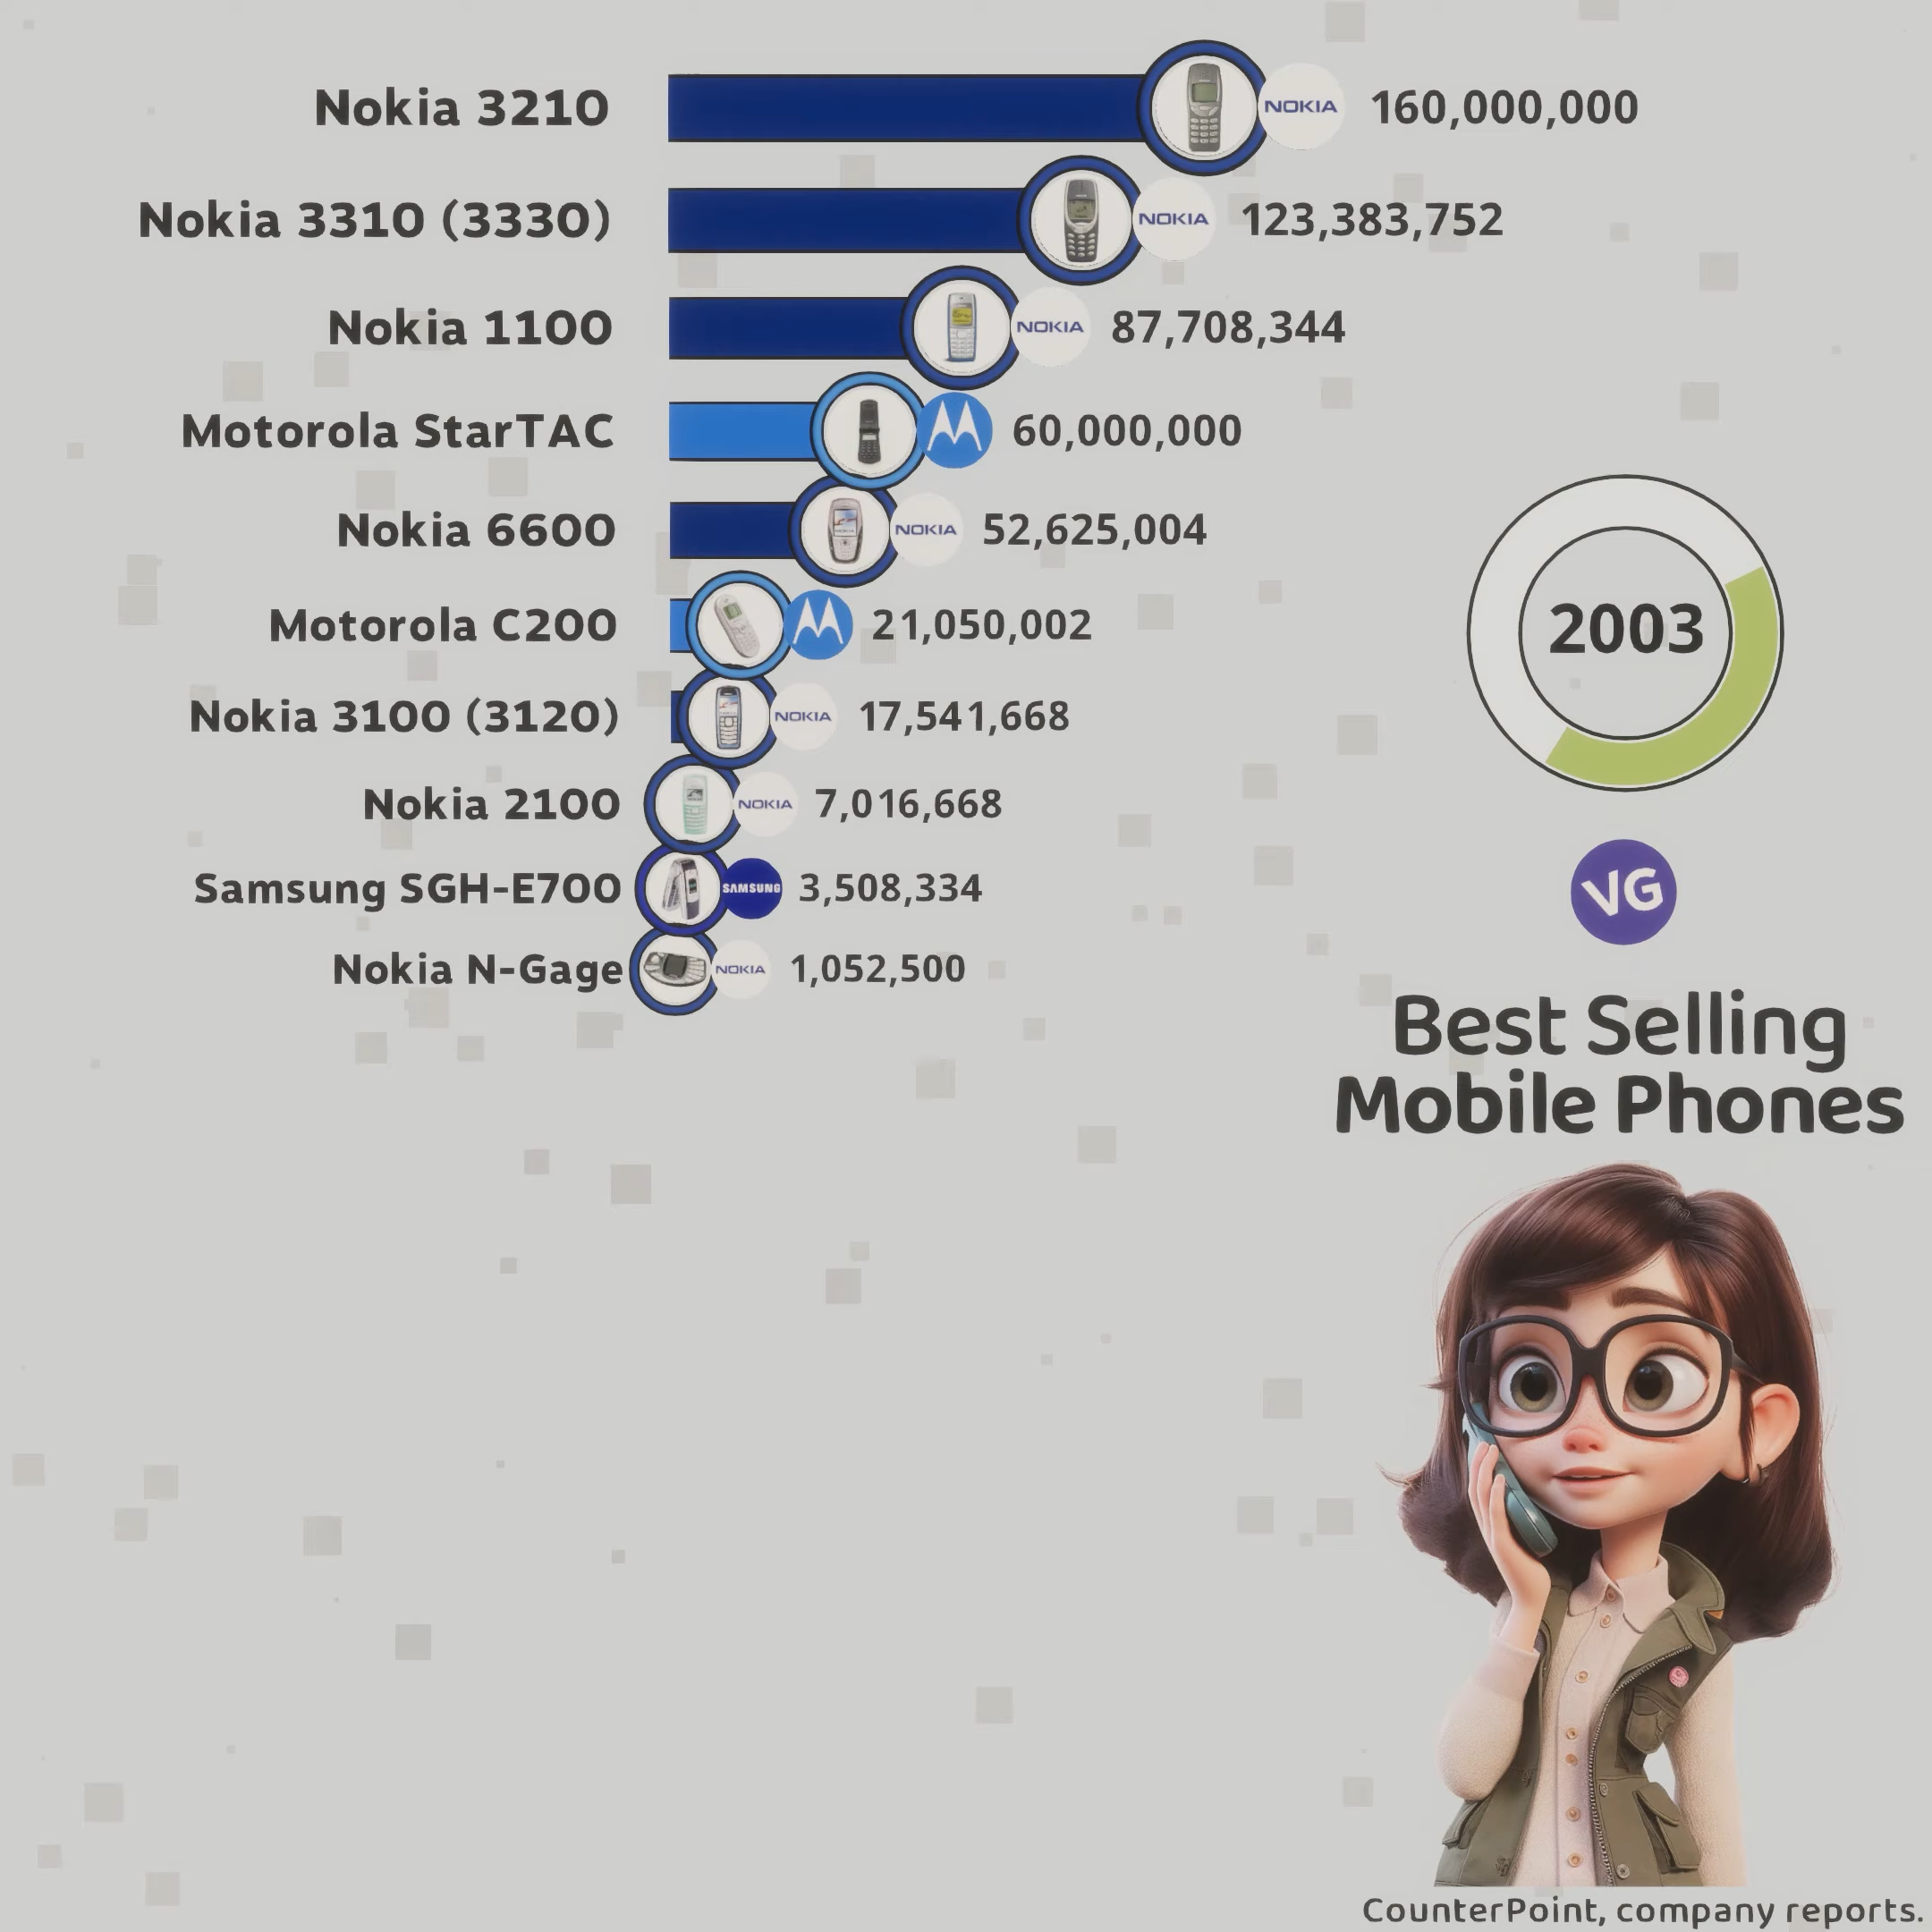 Nokia 3210 NOKIA 160,000,000
Nokia 3310 (3330) NOKIA 123,383,752
Nokia 1100 NOKIA 87,708,344
Motorola StarTAC 60,000,000
Nokia 6600 NOKIA 52,625,004
Motorola C200 21,050,002
Nokia 3100 (3120) NOKIA 17,541,668
Nokia 2100 NOKIA 7,016,668
Samsung SGH-E700 SAMSUNG 3,508,334
Nokia N-Gage NOKIA 1,052,500
2003
VG
Best Selling
Mobile Phones
CounterPoint, company reports.